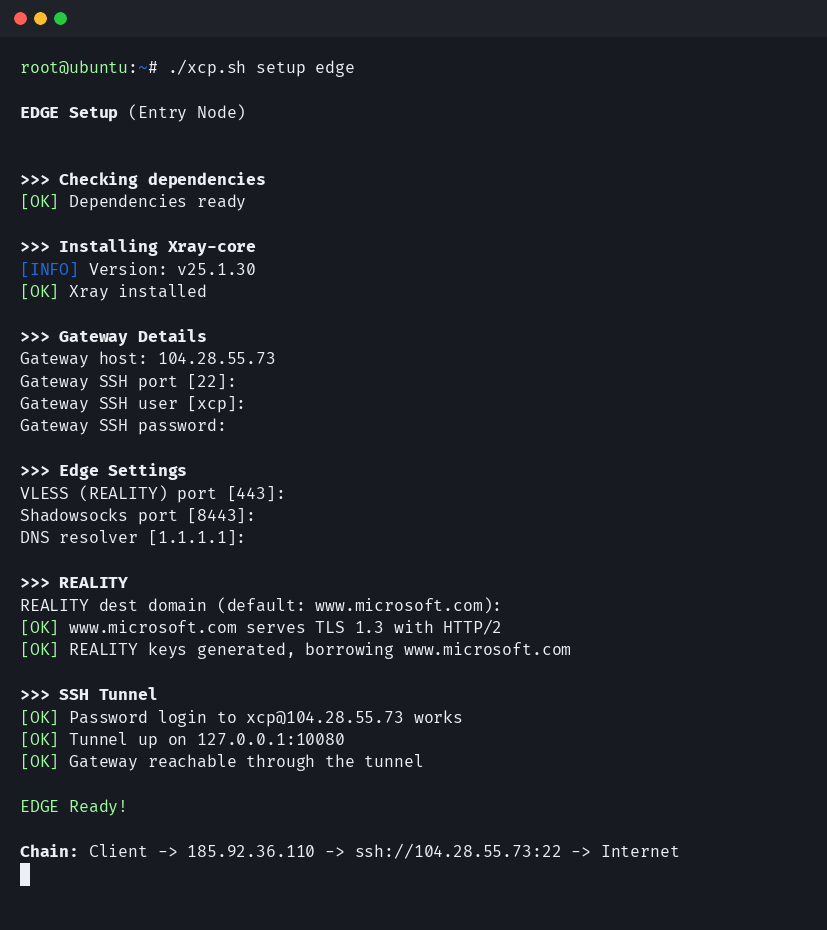 root@ubuntu:~# ./xcp.sh setup edge
EDGE Setup (Entry Node)
>>> Checking dependencies
[OK] Dependencies ready
>>> Installing Xray-core
[INFO] Version: v25.1.30
[OK] Xray installed
>>> Gateway Details
Gateway host: 104.28.55.73
Gateway SSH port [22]:
Gateway SSH user [xcp]:
Gateway SSH password:
>>> Edge Settings
VLESS (REALITY) port [443]:
Shadowsocks port [8443]:
DNS resolver [1.1.1.1]:
>>> REALITY
REALITY dest domain (default: www.microsoft.com):
[OK] www.microsoft.com serves TLS 1.3 with HTTP/2
[OK] REALITY keys generated, borrowing www.microsoft.com
>>> SSH Tunnel
[OK] Password login to xcp@104.28.55.73 works
[OK] Tunnel up on 127.0.0.1:10080
[OK] Gateway reachable through the tunnel
EDGE Ready!
Chain: Client -> 185.92.36.110 -> ssh://104.28.55.73:22 -> Internet